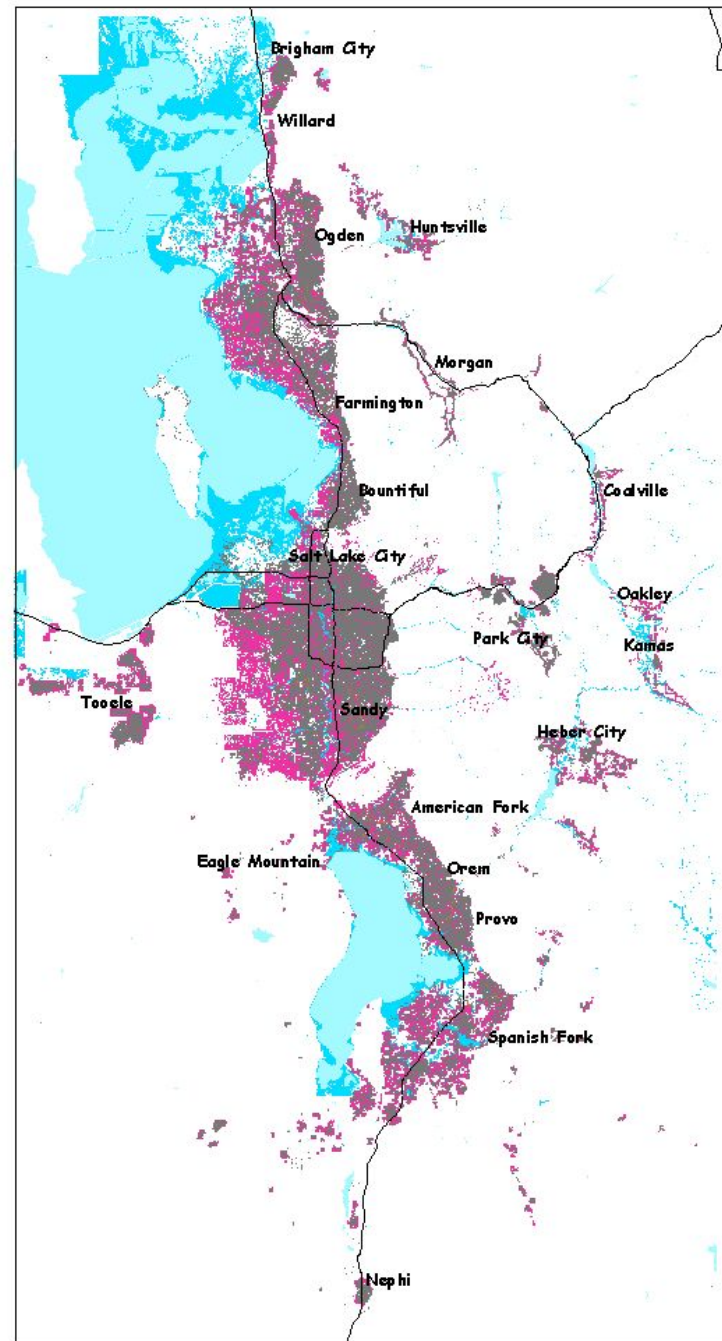 Brigham City
Willard
Huntsville
Ogden
Morgan
Farmington
Bountiful
Coalville
Salt Lake City
Oakley
Park City
Kamas
Tooele
Sandy
Heber City
American Fork
Eagle Mountain
Orem
Provo
Spanish Fork
Nephi